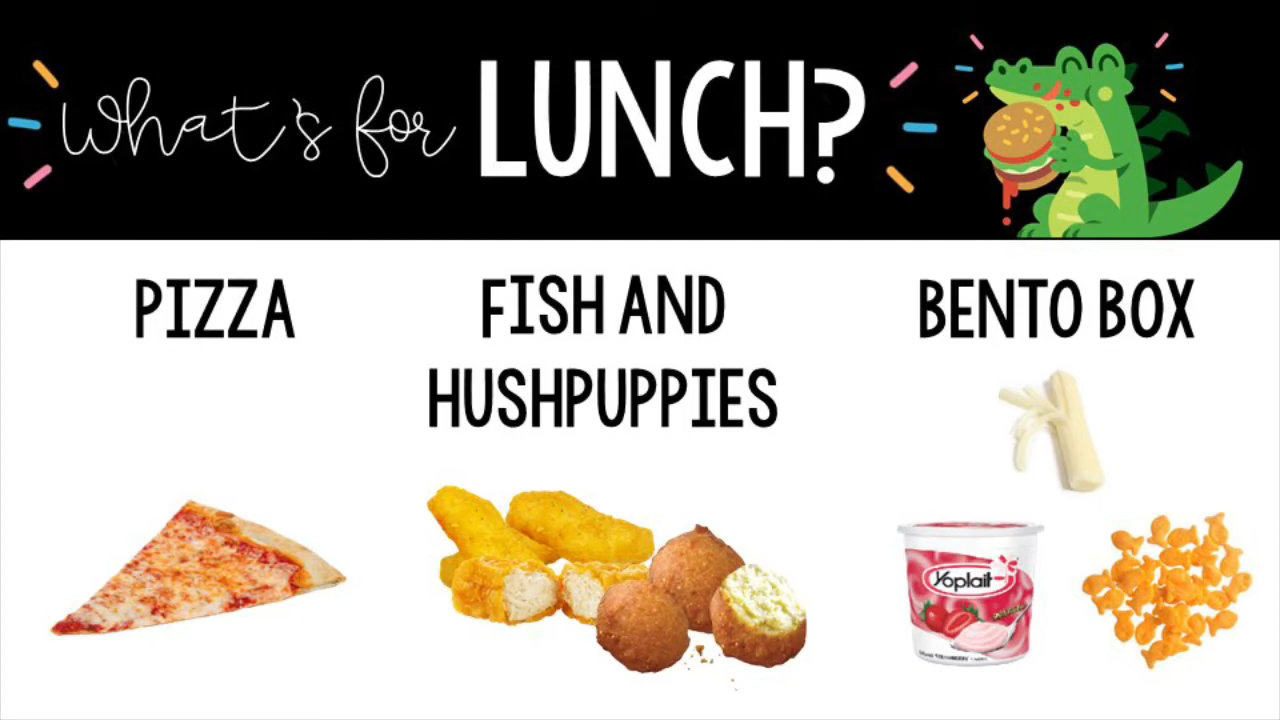 What's for LUNCH?
PIZZA
FISH AND
HUSHPUPPIES
BENTO BOX
Yoplait